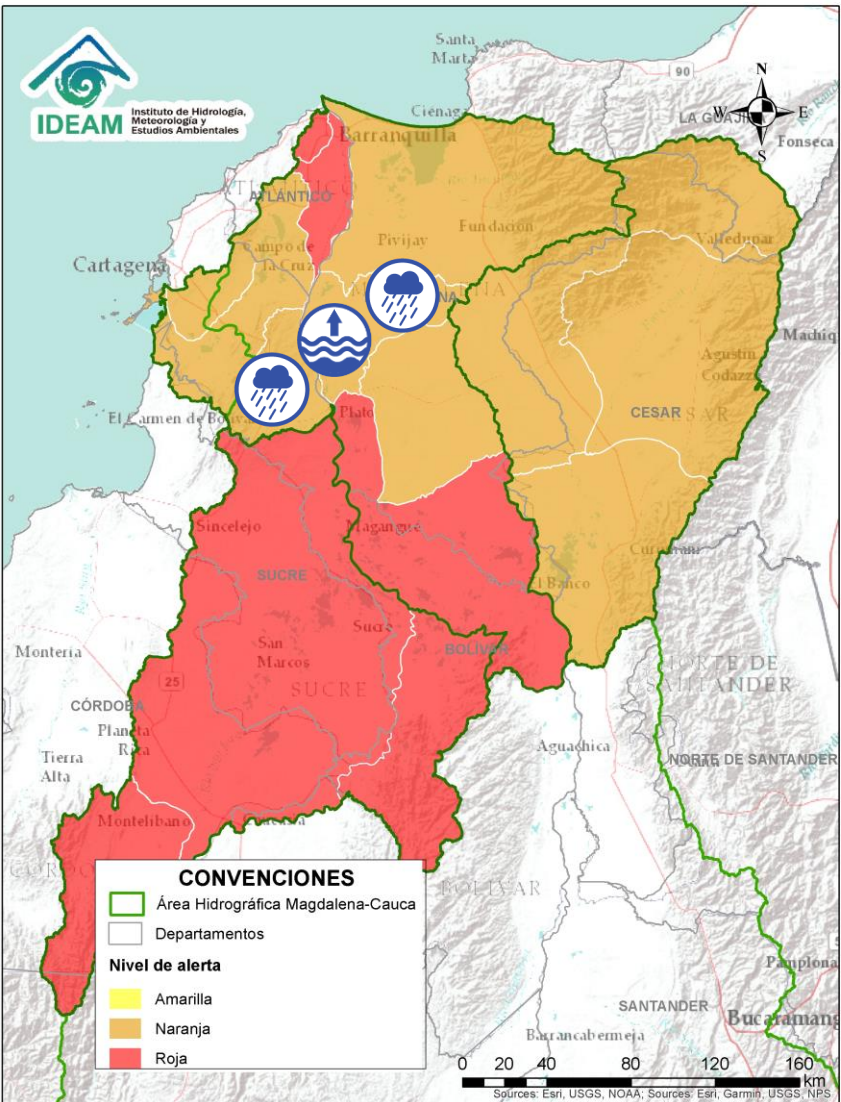 IDEAM
Instituto de Hidrología,
Meteorología y
Estudios Ambientales
Santa
Marta
90
N
W
E
S
Ciénaga
LA GUAJIRA
Fonseca
Barranquilla
ATLÁNTICO
Fundación
Pivijay
Valledupar
Campo de
la Cruz
Cartagena
Agustín
Codazzi
El Carmen de Bolívar
Plato
CESAR
CESAR
Sincelejo
Magangué
SUCRE
El Banco
Sucre
San
Marcos
BOLÍVAR
Montería
SUCRE
25
NORTE DE
SANTANDER
CÓRDOBA
Planeta
Rica
Tierra
Alta
Aguachica
NORTE DE SANTANDER
Montelíbano
BOLÍVAR
CONVENCIONES
Área Hidrográfica Magdalena-Cauca
Departamentos
Nivel de alerta
Amarilla
Naranja
Roja
Pamplona
SANTANDER
Bucaramang
Barrancabermeja
0 20 40 80 120 160
km
Sources: Esri, USGS, NOAA; Sources: Esri, Garmin, USGS, NPS